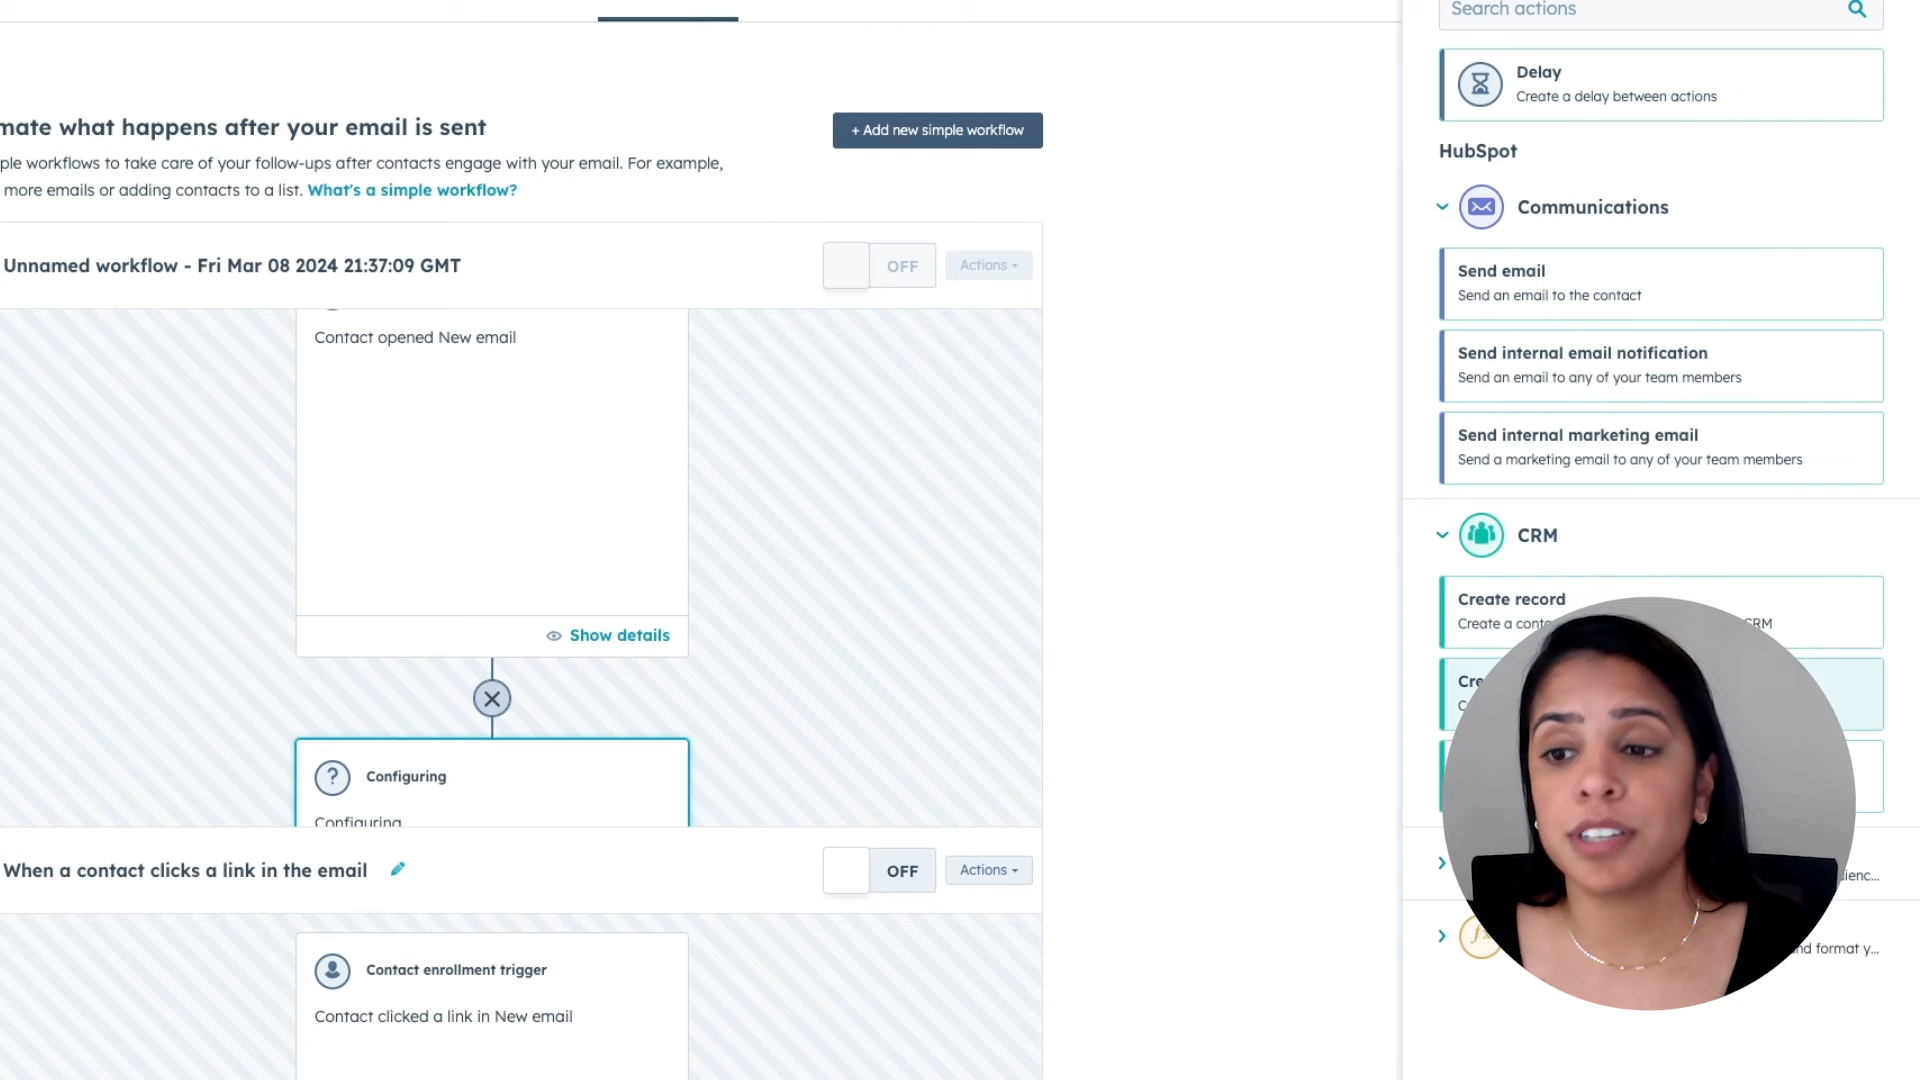 Search actions
Delay
Create a delay between actions
mate what happens after your email is sent
+ Add new simple workflow
ple workflows to take care of your follow-ups after contacts engage with your email. For example,
more emails or adding contacts to a list. What's a simple workflow?
HubSpot
Communications
Unnamed workflow - Fri Mar 08 2024 21:37:09 GMT
OFF
Actions
Send email
Send an email to the contact
Contact opened New email
Send internal email notification
Send an email to any of your team members
Send internal marketing email
Send a marketing email to any of your team members
CRM
Create record
Create a conta
CRM
Show details
Cre
C
Configuring
Configuring
When a contact clicks a link in the email
OFF
Actions
ienc...
nd format y...
Contact enrollment trigger
Contact clicked a link in New email